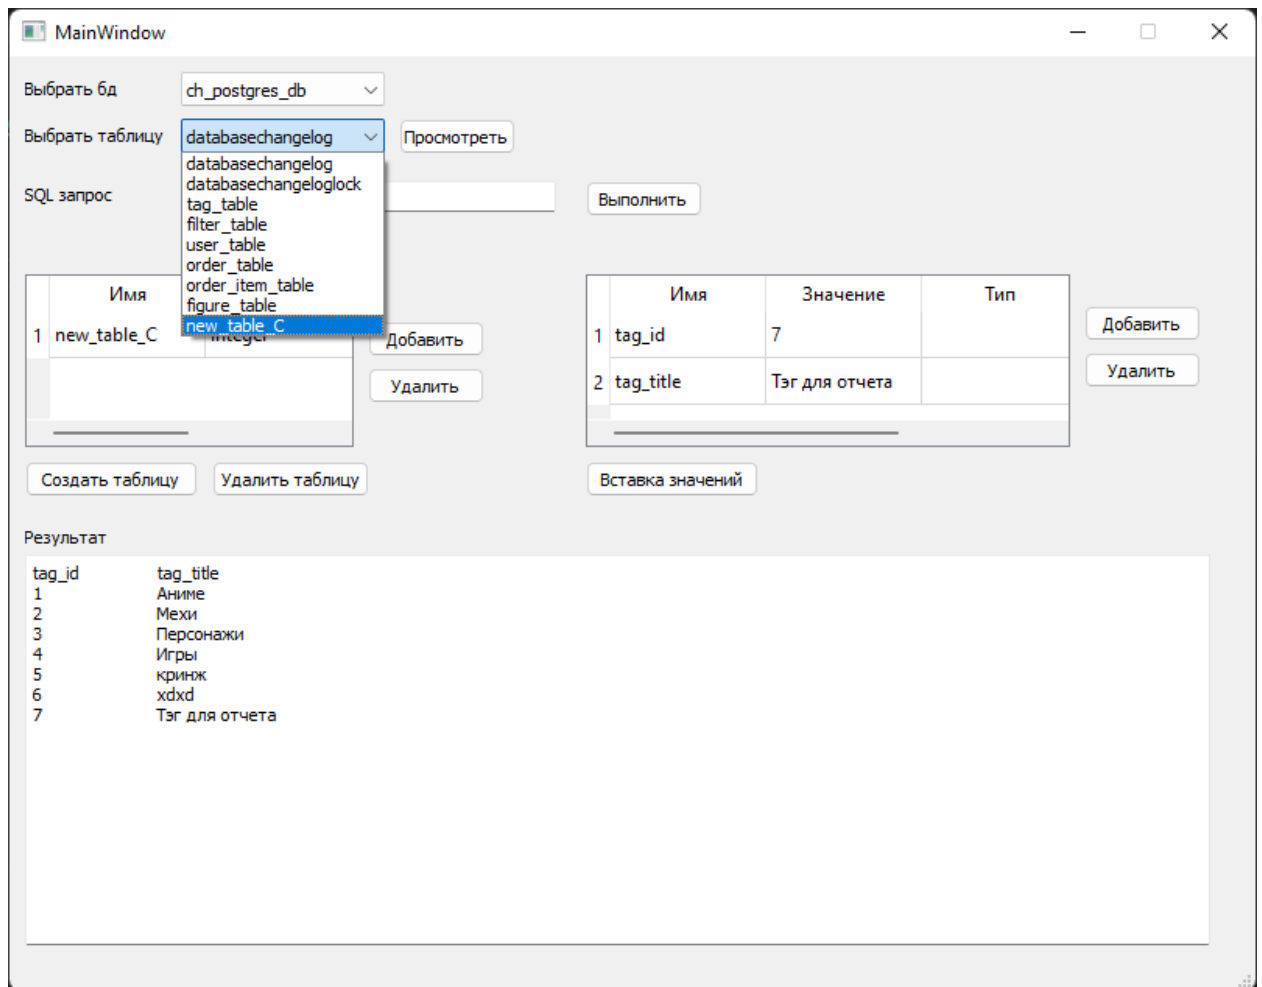 MainWindow
Выбрать бд
ch_postgres_db
Выбрать таблицу
databasechangelog
Просмотреть
databasechangelog
databasechangeloglock
tag_table
filter_table
user_table
order_table
order_item_table
figure_table
new_table_C
SQL запрос
Выполнить
Имя
1 new_table_C integer
Добавить
Удалить
Имя Значение Тип
1 tag_id 7
2 tag_title Тэг для отчета
Добавить
Удалить
Создать таблицу
Удалить таблицу
Вставка значений
Результат
tag_id tag_title
1 Аниме
2 Мехи
3 Персонажи
4 Игры
5 кринж
6 xdxd
7 Тэг для отчета